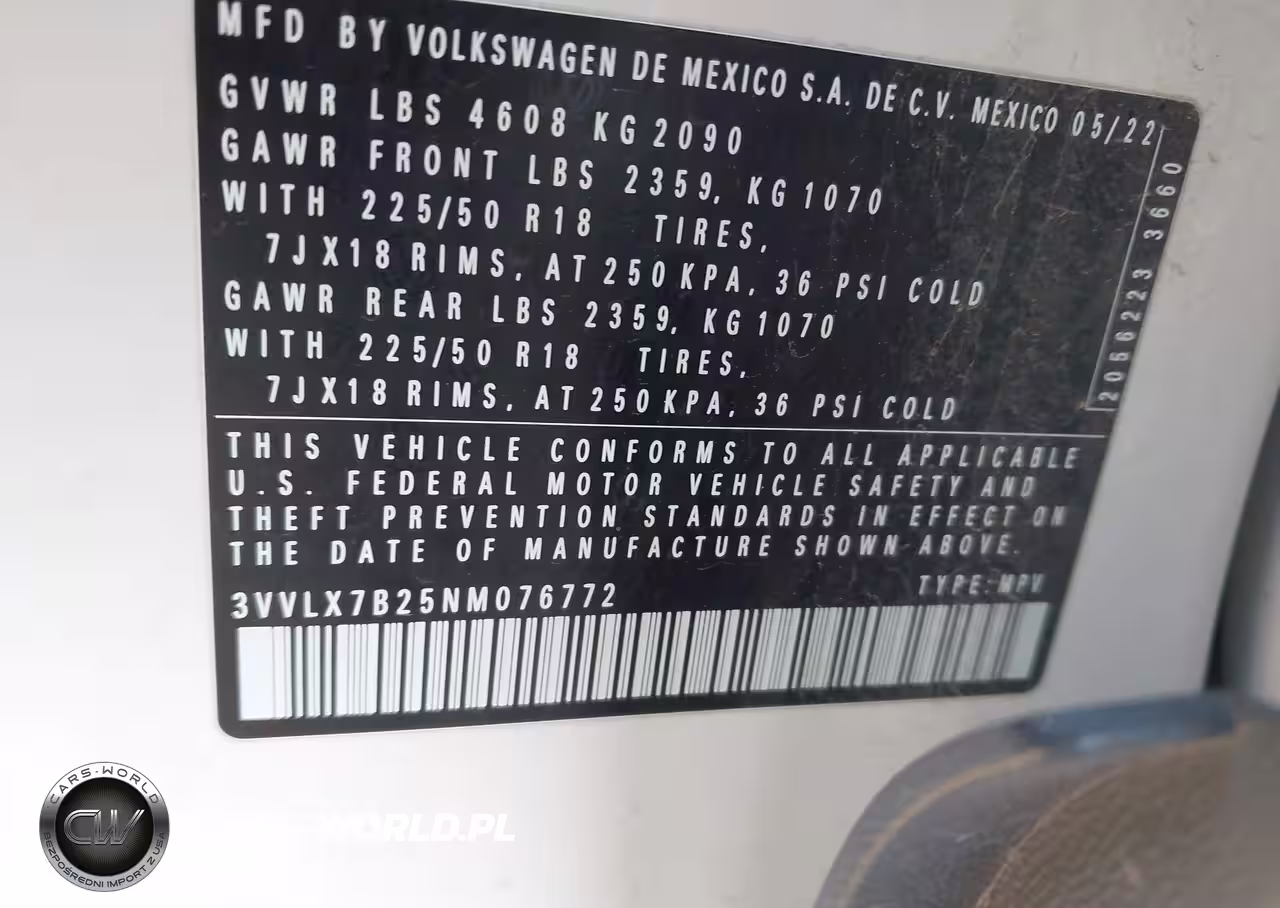 MFD BY VOLKSWAGEN DE MEXICO S.A. DE C.V. MEXICO 05/22
GVWR LBS 4608 KG 2090
GAWR FRONT LBS 2359, KG 1070
WITH 225/50 R18 TIRES,
7JX18 RIMS, AT 250 KPA, 36 PSI COLD
GAWR REAR LBS 2359, KG 1070
WITH 225/50 R18 TIRES,
7JX18 RIMS, AT 250 KPA, 36 PSI COLD
2056223 3660
THIS VEHICLE CONFORMS TO ALL APPLICABLE
U.S. FEDERAL MOTOR VEHICLE SAFETY AND
THEFT PREVENTION STANDARDS IN EFFECT ON
THE DATE OF MANUFACTURE SHOWN ABOVE.
TYPE:MPV
3VVLX7B25NM076772
CARS-WORLD
CW
BEZPOŚREDNI IMPORT Z USA
WORLD.PL